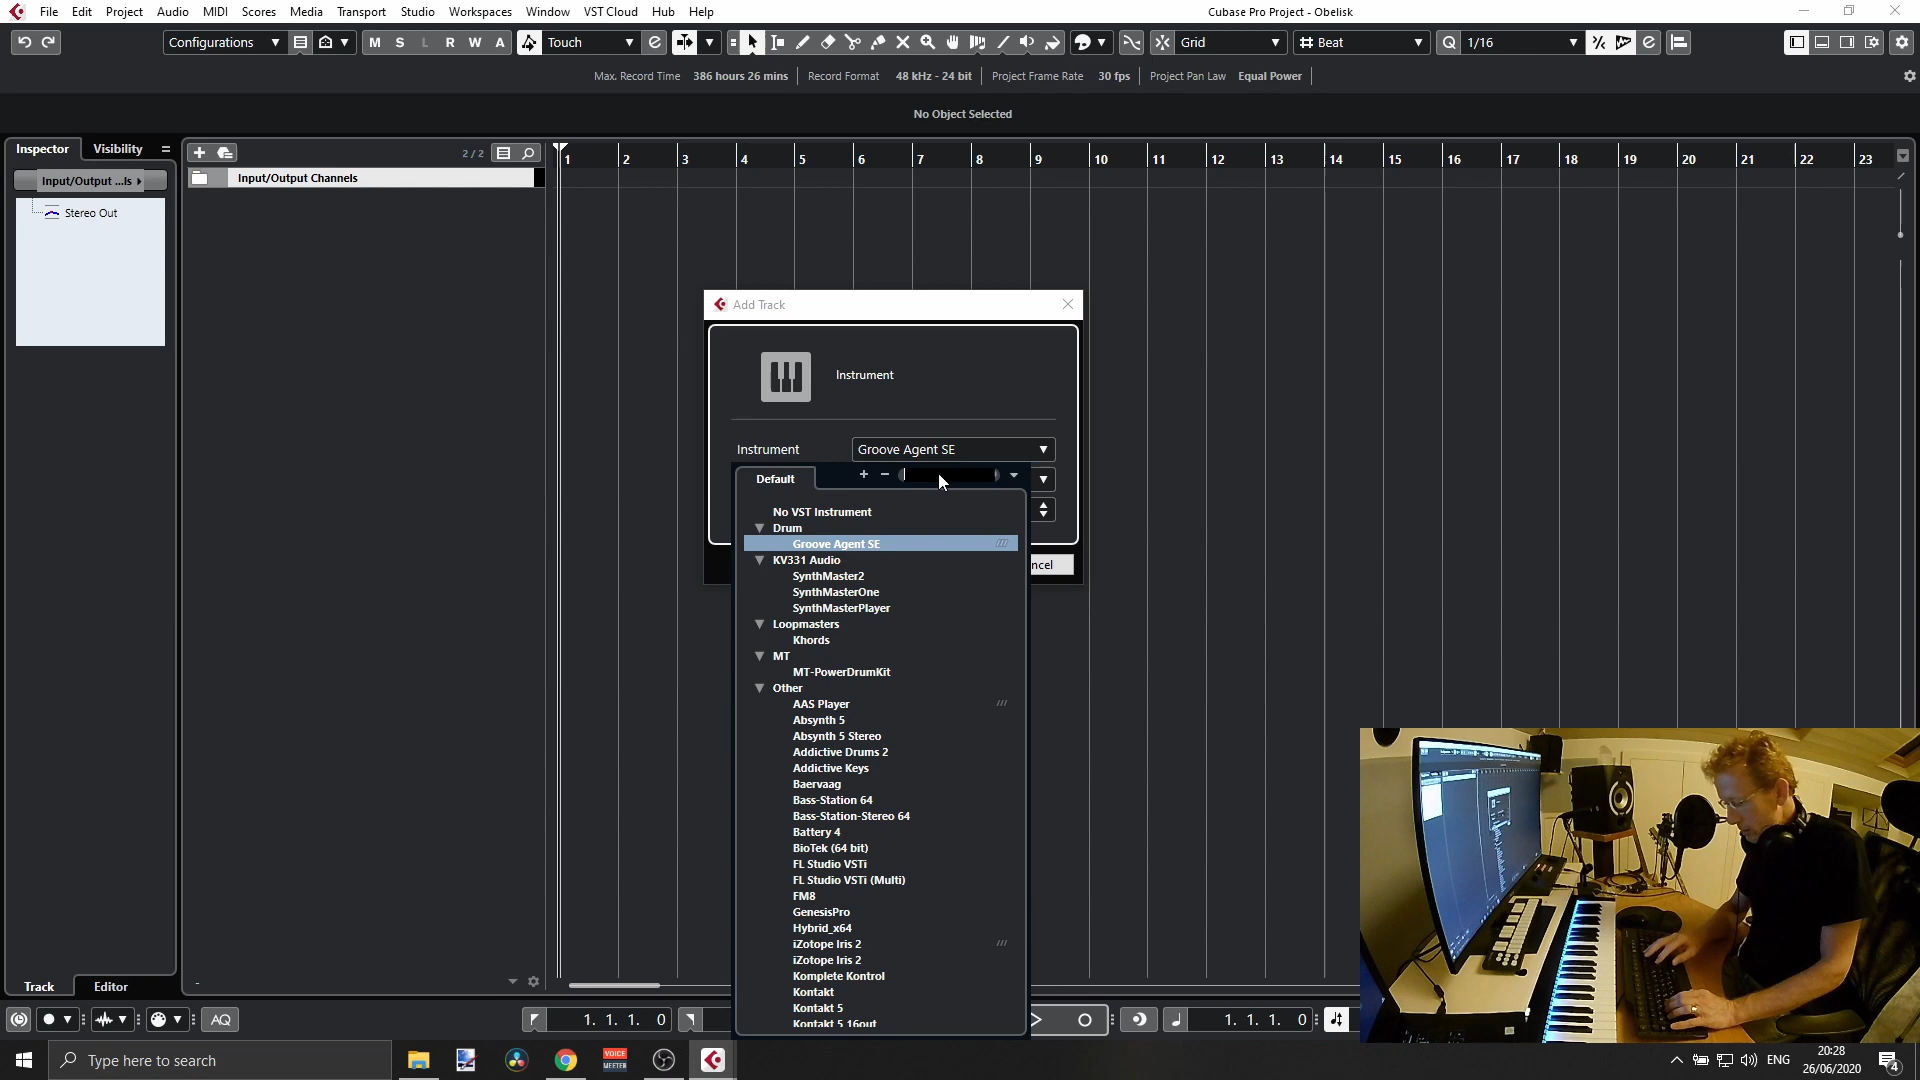 File Edit Project Audio MIDI Scores Media Transport Studio Workspaces Window VST Cloud Hub Help
Cubase Pro Project - Obelisk
Configurations
M S L R W A
Touch
Grid
Beat
Q 1/16
Max. Record Time 386 hours 26 mins
Record Format 48 kHz - 24 bit
Project Frame Rate 30 fps
Project Pan Law Equal Power
No Object Selected
Inspector
Visibility
2 / 2
1 2 3 4 5 6 7 8 9 10 11 12 13 14 15 16 17 18 19 20 21 22 23
Input/Output ...ls
Input/Output Channels
Stereo Out
Add Track
Instrument
Instrument
Groove Agent SE
Default
ncel
No VST Instrument
Drum
Groove Agent SE
KV331 Audio
SynthMaster2
SynthMasterOne
SynthMasterPlayer
Loopmasters
Khords
MT
MT-PowerDrumKit
Other
AAS Player
Absynth 5
Absynth 5 Stereo
Addictive Drums 2
Addictive Keys
Baervaag
Bass-Station 64
Bass-Station-Stereo 64
Battery 4
BioTek (64 bit)
FL Studio VSTi
FL Studio VSTi (Multi)
FM8
GenesisPro
Hybrid_x64
iZotope Iris 2
iZotope Iris 2
Komplete Kontrol
Kontakt
Kontakt 5
Kontakt 5 16out
Track
Editor
AQ
1. 1. 1. 0
1. 1. 1. 0
Type here to search
VOICE
MEETER
ENG
20:28
26/06/2020
4